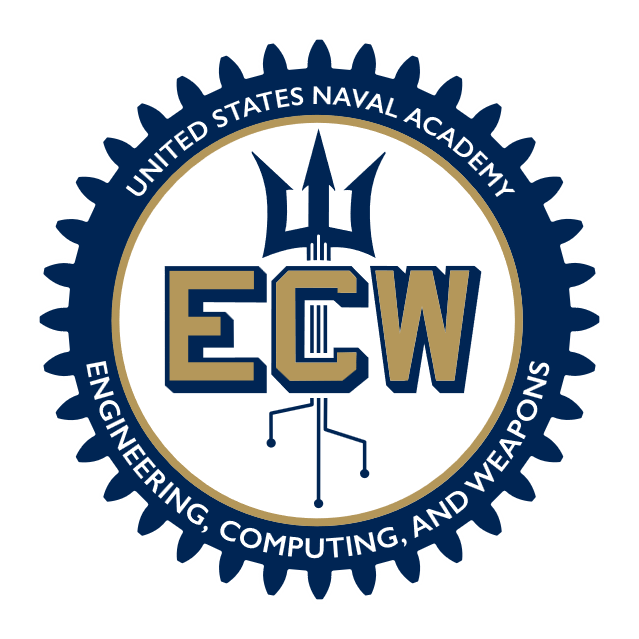 UNITED STATES NAVAL ACADEMY
ECW
ENGINEERING, COMPUTING, AND WEAPONS